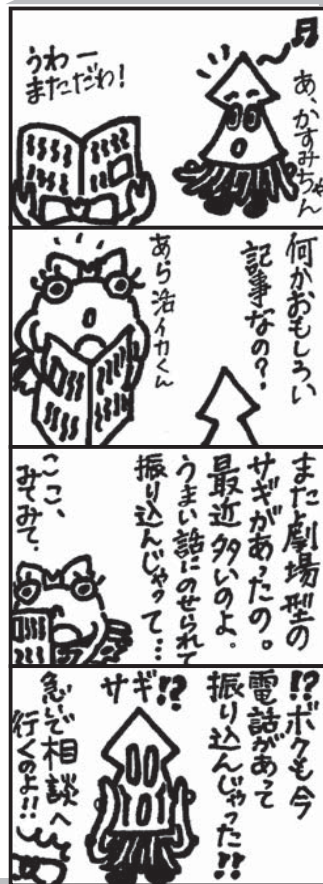 あ、かすみちゃん
うわー
まただわ！
何かおもしろい
記事なの？
あら活イカくん
また劇場型の
サギがあったの。
最近多いのよ。
うまい話にのせられて
振り込んじゃって…
ここ、
みてみて。
!?ボクも今
電話があって
振り込んじゃった!!
サギ!?
急いで相談へ
行くのよ!!